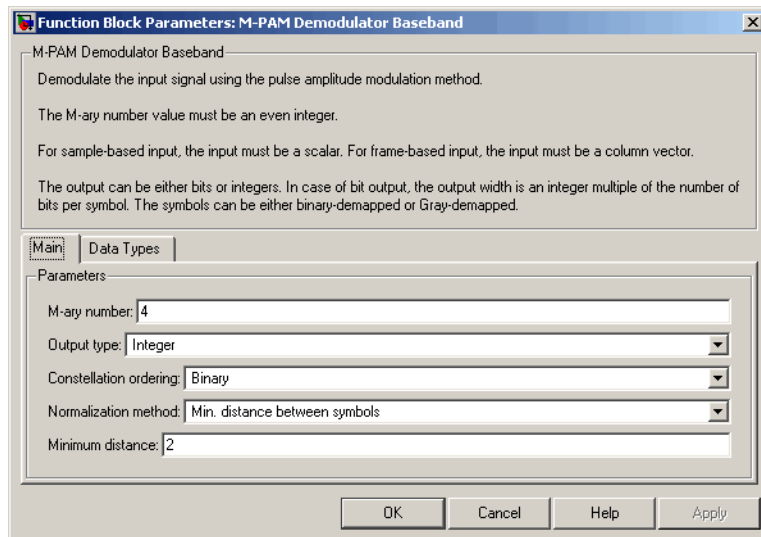 Function Block Parameters: M-PAM Demodulator Baseband
M-PAM Demodulator Baseband
Demodulate the input signal using the pulse amplitude modulation method.
The M-ary number value must be an even integer.
For sample-based input, the input must be a scalar. For frame-based input, the input must be a column vector.
The output can be either bits or integers. In case of bit output, the output width is an integer multiple of the number of
bits per symbol. The symbols can be either binary-demapped or Gray-demapped.
Main Data Types
Parameters
M-ary number: 4
Output type: Integer
Constellation ordering: Binary
Normalization method: Min. distance between symbols
Minimum distance: 2
OK Cancel Help Apply